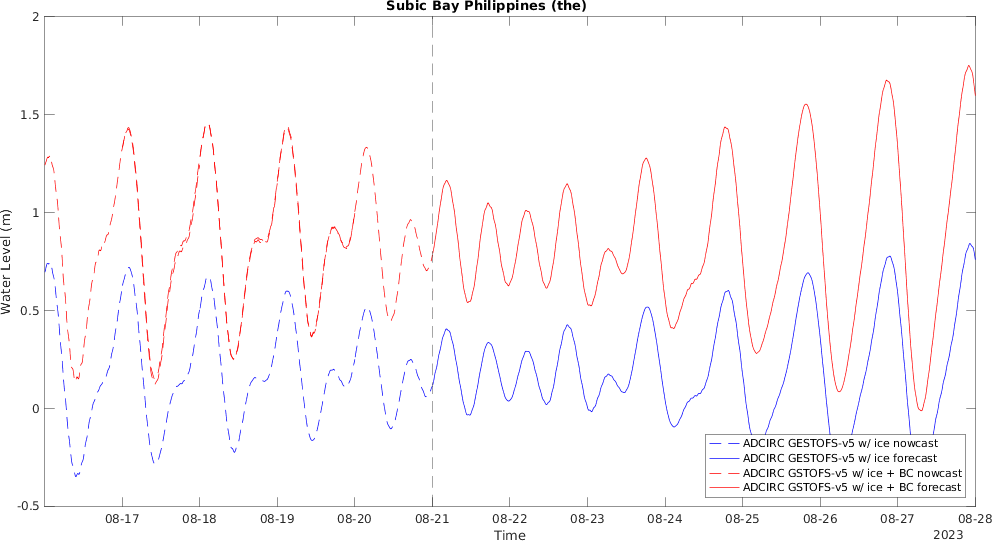 Subic Bay Philippines (the)
2
1.5
1
0.5
0
-0.5
Water Level (m)
ADCIRC GESTOFS-v5 w/ ice nowcast
ADCIRC GESTOFS-v5 w/ ice forecast
ADCIRC GSTOFS-v5 w/ ice + BC nowcast
ADCIRC GSTOFS-v5 w/ ice + BC forecast
08-17 08-18 08-19 08-20 08-21 08-22 08-23 08-24 08-25 08-26 08-27 08-28
Time
2023